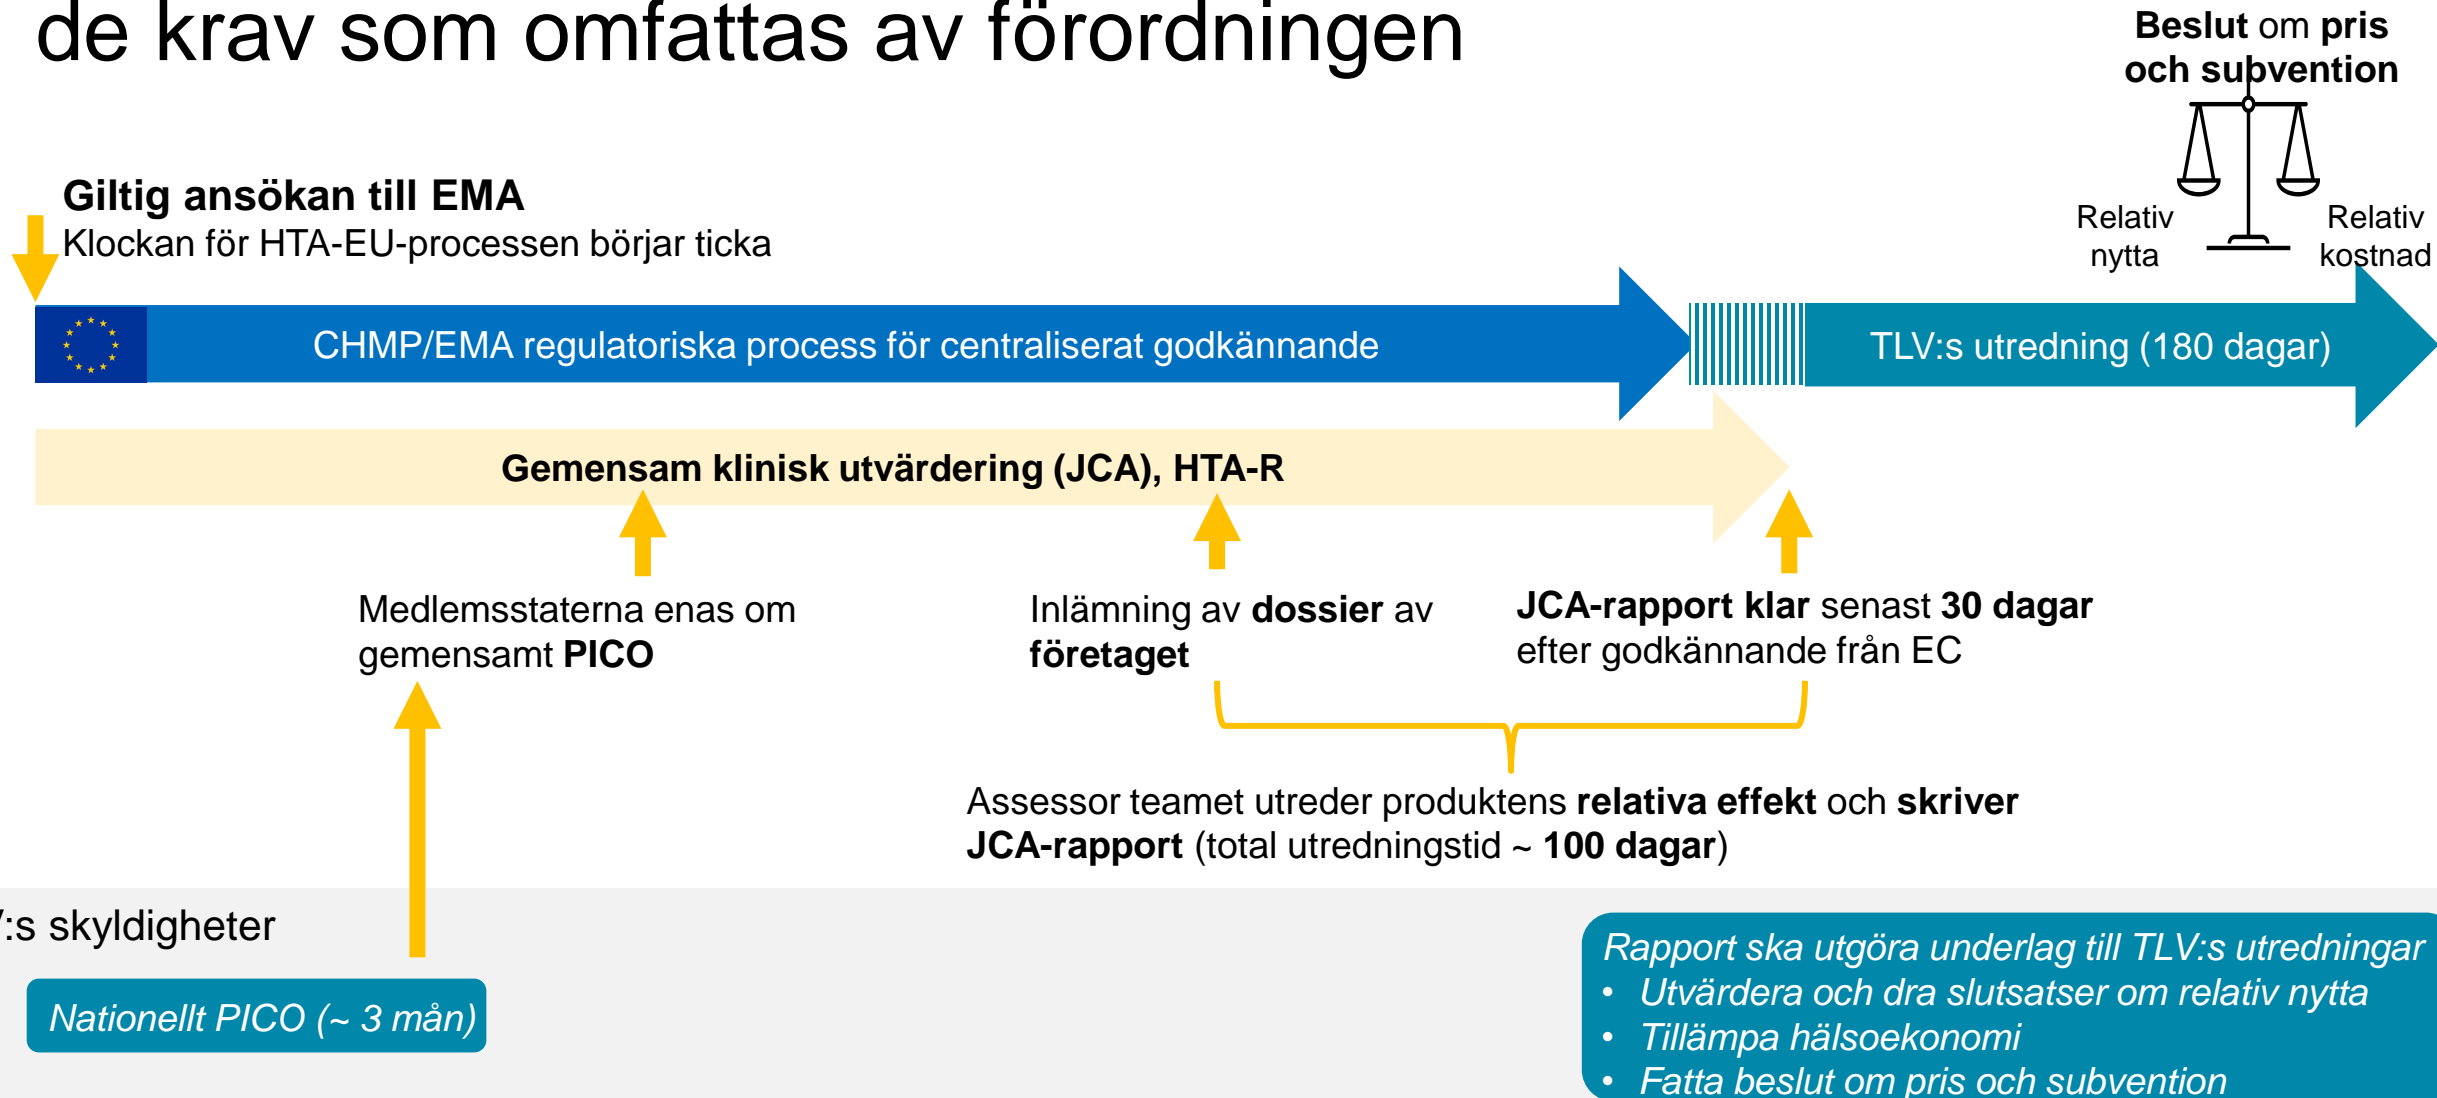 de krav som omfattas av förordningen
Beslut om pris
och subvention
Relativ
nytta
Relativ
kostnad
Giltig ansökan till EMA
Klockan för HTA-EU-processen börjar ticka
CHMP/EMA regulatoriska process för centraliserat godkännande
TLV:s utredning (180 dagar)
Gemensam klinisk utvärdering (JCA), HTA-R
Medlemsstaterna enas om
gemensamt PICO
Inlämning av dossier av
företaget
JCA-rapport klar senast 30 dagar
efter godkännande från EC
Assessor teamet utreder produktens relativa effekt och skriver
JCA-rapport (total utredningstid ~ 100 dagar)
:s skyldigheter
Nationellt PICO (~ 3 mån)
Rapport ska utgöra underlag till TLV:s utredningar
• Utvärdera och dra slutsatser om relativ nytta
• Tillämpa hälsoekonomi
• Fatta beslut om pris och subvention